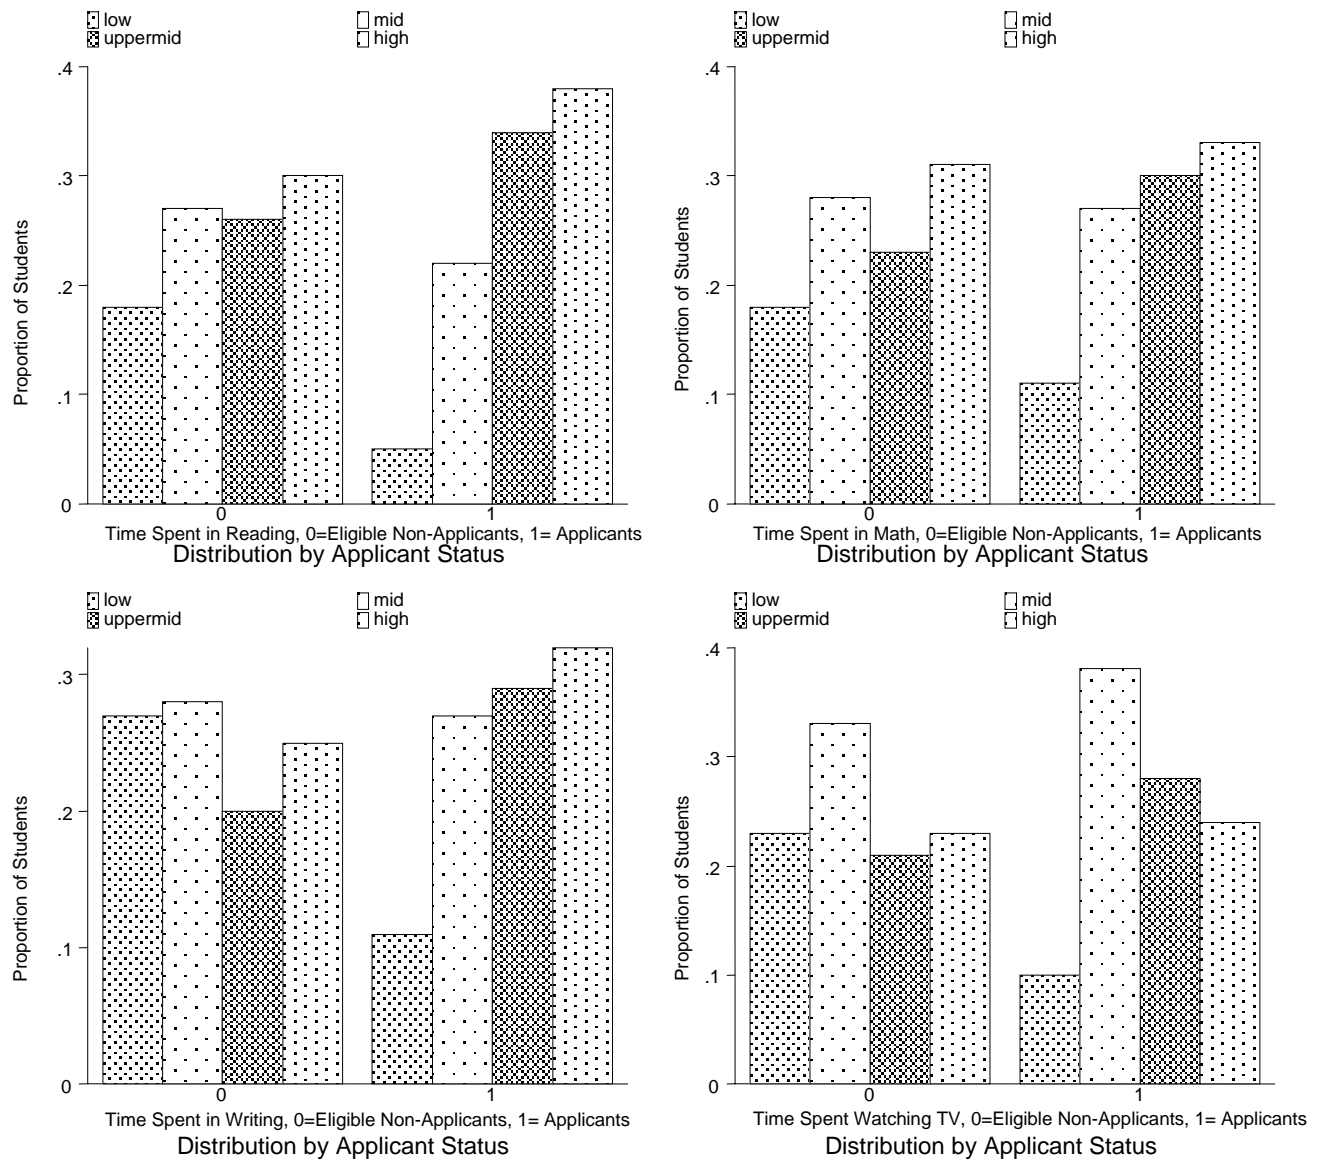 low mid
uppermid high
.4
.3
.2
.1
0
Proportion of Students
0 1
Time Spent in Reading, 0=Eligible Non-Applicants, 1= Applicants
Distribution by Applicant Status
low mid
uppermid high
.4
.3
.2
.1
0
Proportion of Students
0 1
Time Spent in Math, 0=Eligible Non-Applicants, 1= Applicants
Distribution by Applicant Status
low mid
uppermid high
.3
.2
.1
0
Proportion of Students
0 1
Time Spent in Writing, 0=Eligible Non-Applicants, 1= Applicants
Distribution by Applicant Status
low mid
uppermid high
.4
.3
.2
.1
0
Proportion of Students
0 1
Time Spent Watching TV, 0=Eligible Non-Applicants, 1= Applicants
Distribution by Applicant Status